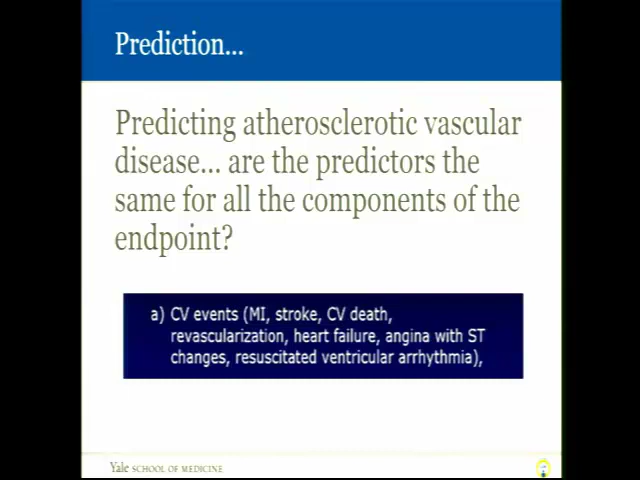 Prediction...
Predicting atherosclerotic vascular
disease... are the predictors the
same for all the components of the
endpoint?
a) CV events (MI, stroke, CV death,
revascularization, heart failure, angina with ST
changes, resuscitated ventricular arrhythmia),
Yale SCHOOL OF MEDICINE